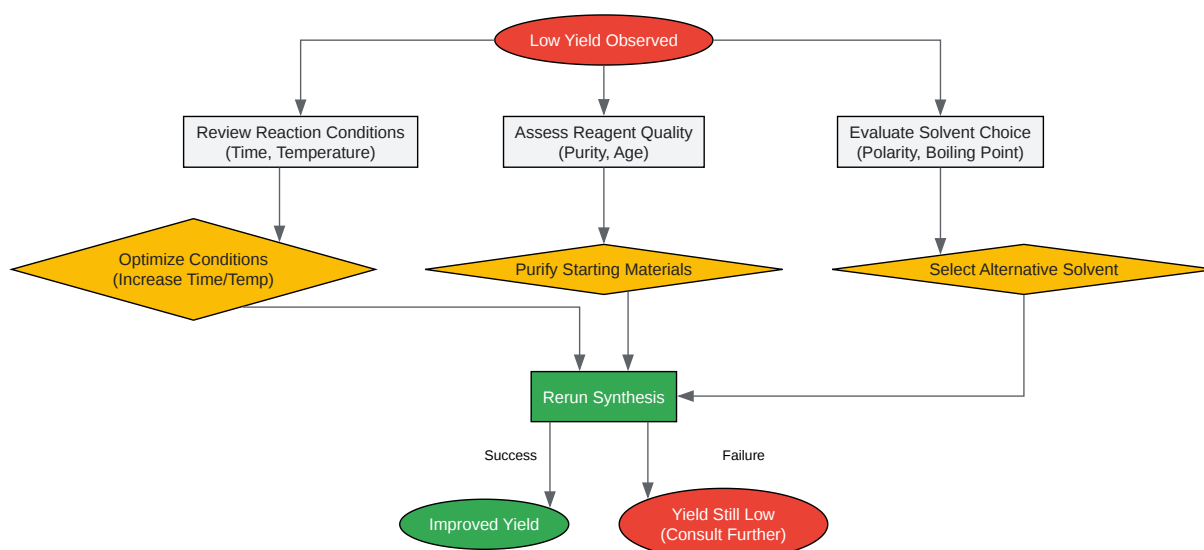 Low Yield Observed
Review Reaction Conditions
(Time, Temperature)
Assess Reagent Quality
(Purity, Age)
Evaluate Solvent Choice
(Polarity, Boiling Point)
Optimize Conditions
(Increase Time/Temp)
Purify Starting Materials
Select Alternative Solvent
Rerun Synthesis
Success
Failure
Improved Yield
Yield Still Low
(Consult Further)